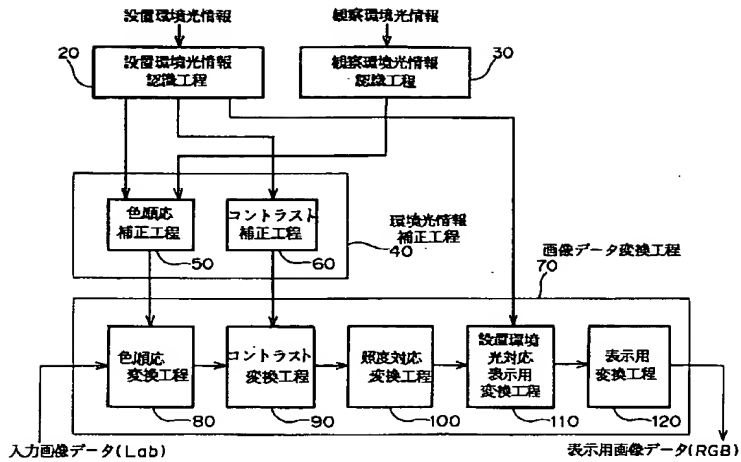 設置環境光情報
観察環境光情報
20
設置環境光情報
認識工程
観察環境光情報
認識工程
30
色順応
補正工程
50
コントラスト
補正工程
60
環境光情報
補正工程
40
画像データ変換工程
70
色順応
変換工程
80
コントラスト
変換工程
90
照度対応
変換工程
100
設置環境
光対応
表示用
変換工程
110
表示用
変換工程
120
入力画像データ(Lab)
表示用画像データ(RGB)